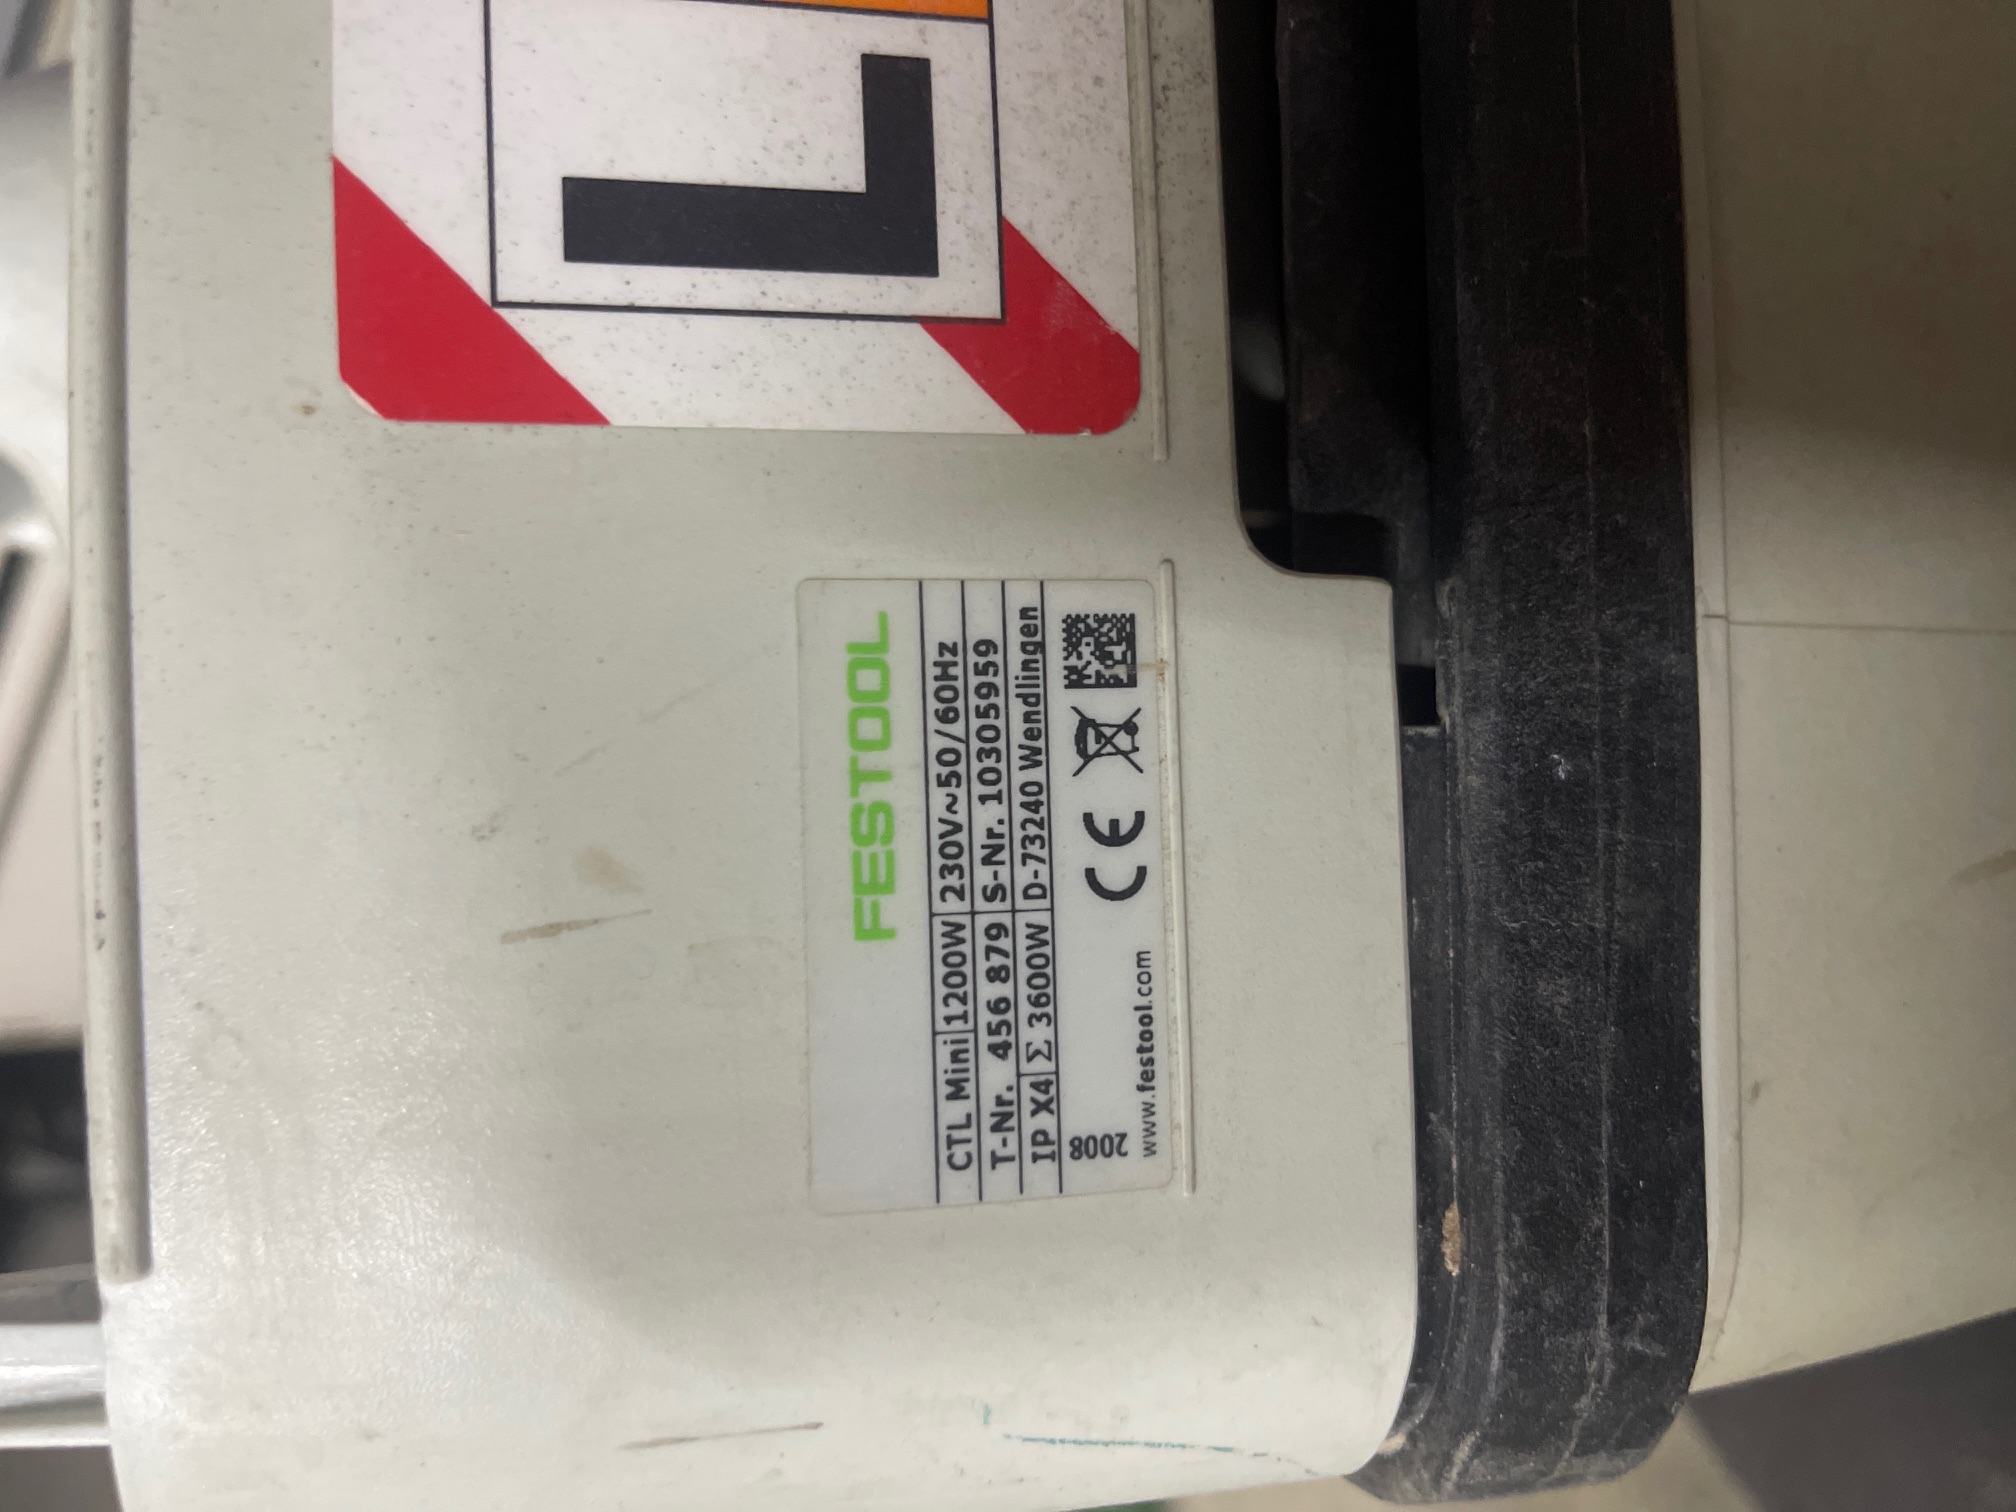 L
FESTOOL
CTL Mini 1200W 230V~50/60Hz
T-Nr. 456 879 S-Nr. 10305959
IP X4 Σ 3600W D-73240 Wendlingen
2008
CE
www.festool.com